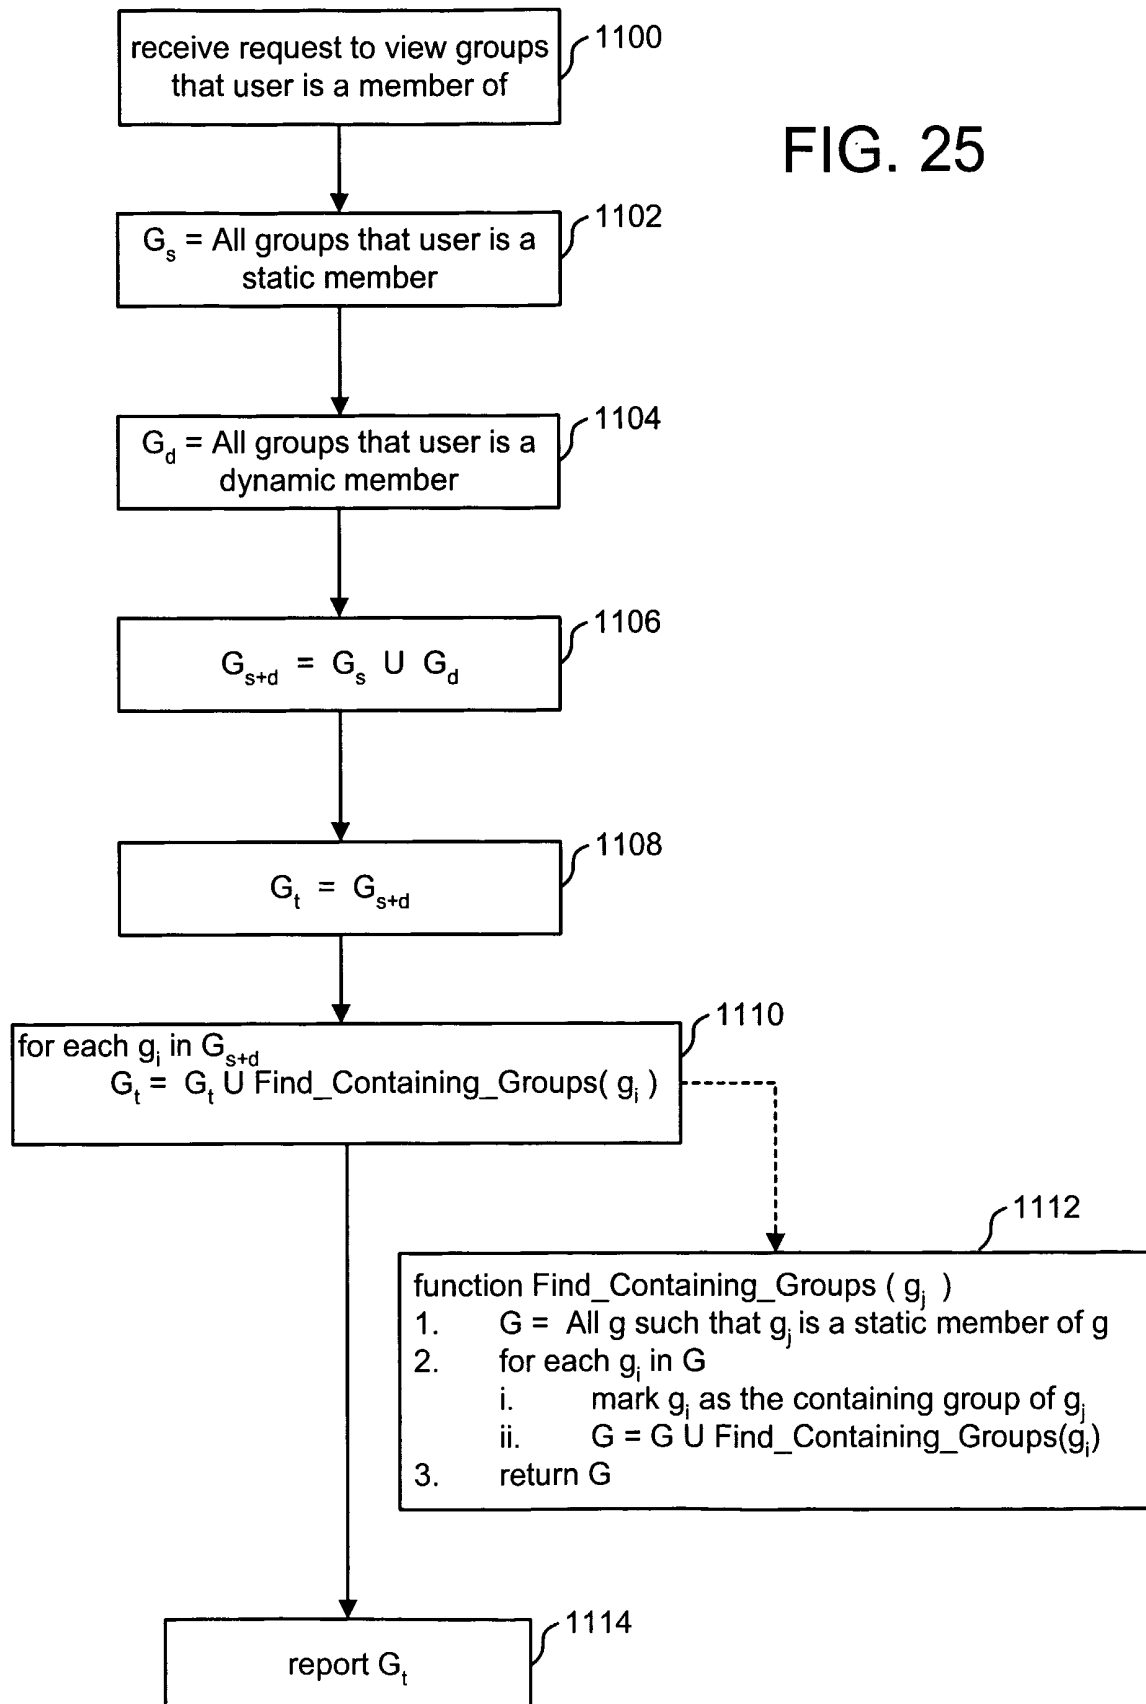 receive request to view groups
that user is a member of
1100
FIG. 25
1102
G_s = All groups that user is a
static member
1104
G_d = All groups that user is a
dynamic member
1106
G_s+d = G_s U G_d
1108
G_t = G_s+d
1110
for each g_i in G_s+d
G_t = G_t U Find_Containing_Groups( g_i )
1112
function Find_Containing_Groups ( g_j )
1. G = All g such that g_j is a static member of g
2. for each g_i in G
i. mark g_i as the containing group of g_j
ii. G = G U Find_Containing_Groups(g_i)
3. return G
1114
report G_t